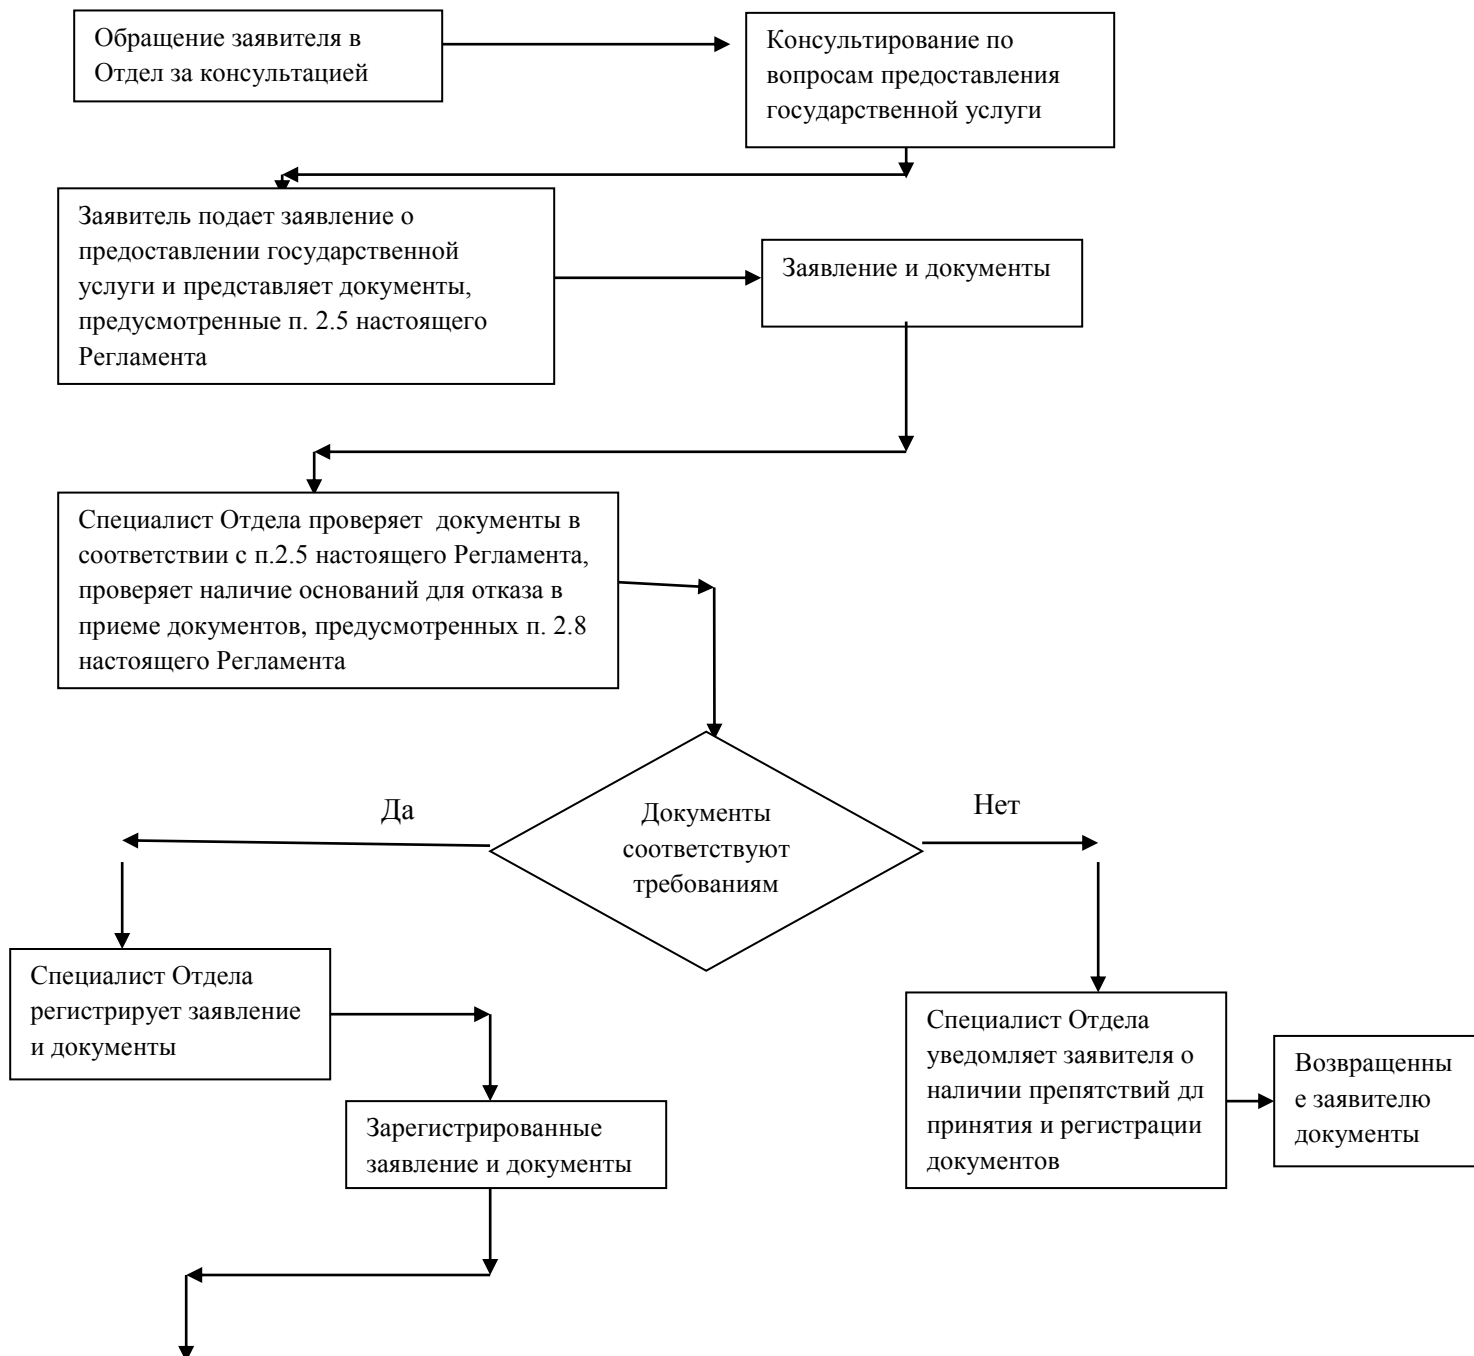 Обращение заявителя в
Отдел за консультацией
Консультирование по
вопросам предоставления
государственной услуги
Заявитель подает заявление о
предоставлении государственной
услуги и представляет документы,
предусмотренные п. 2.5 настоящего
Регламента
Заявление и документы
Специалист Отдела проверяет документы в
соответствии с п.2.5 настоящего Регламента,
проверяет наличие оснований для отказа в
приеме документов, предусмотренных п. 2.8
настоящего Регламента
Да
Документы
соответствуют
требованиям
Нет
Специалист Отдела
регистрирует заявление
и документы
Зарегистрированные
заявление и документы
Специалист Отдела
уведомляет заявителя о
наличии препятствий дл
принятия и регистрации
документов
Возвращенны
е заявителю
документы